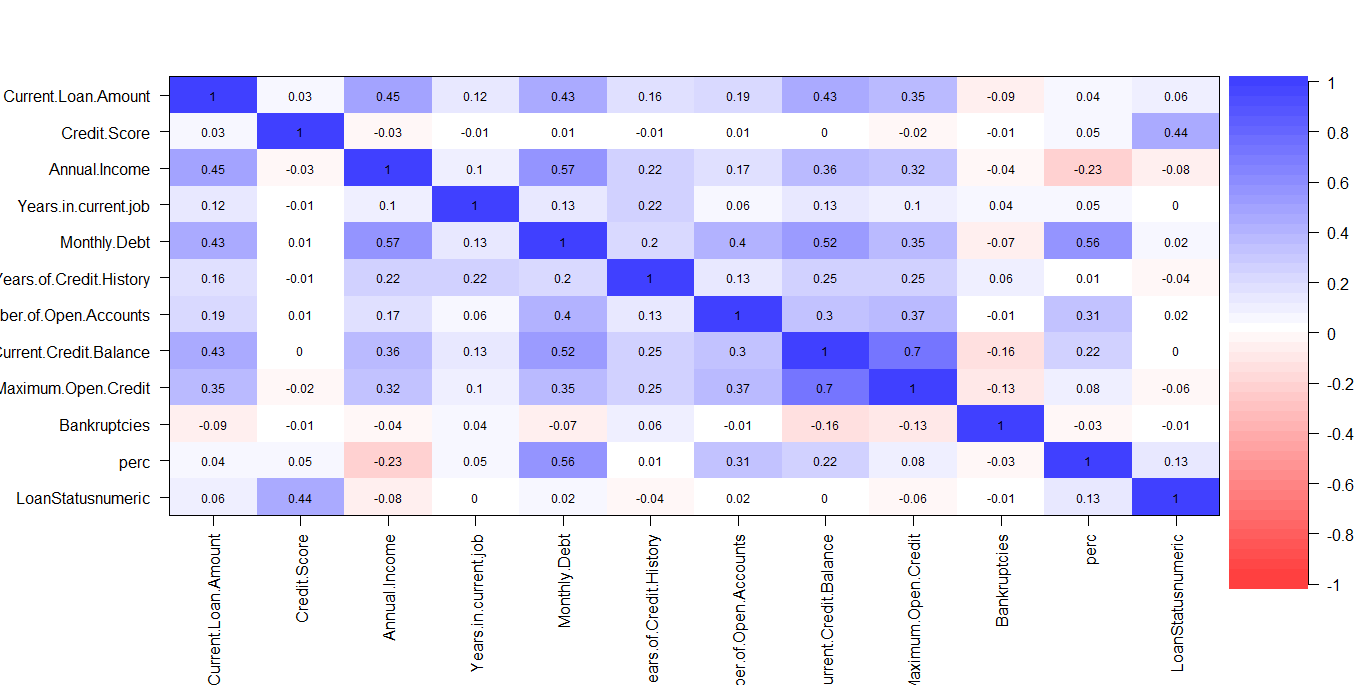 Current.Loan.Amount 1 0.03 0.45 0.12 0.43 0.16 0.19 0.43 0.35 -0.09 0.04 0.06
Credit.Score 0.03 1 -0.03 -0.01 0.01 -0.01 0.01 0 -0.02 -0.01 0.05 0.44
Annual.Income 0.45 -0.03 1 0.1 0.57 0.22 0.17 0.36 0.32 -0.04 -0.23 -0.08
Years.in.current.job 0.12 -0.01 0.1 1 0.13 0.22 0.06 0.13 0.1 0.04 0.05 0
Monthly.Debt 0.43 0.01 0.57 0.13 1 0.2 0.4 0.52 0.35 -0.07 0.56 0.02
Years.of.Credit.History 0.16 -0.01 0.22 0.22 0.2 1 0.13 0.25 0.25 0.06 0.01 -0.04
ber.of.Open.Accounts 0.19 0.01 0.17 0.06 0.4 0.13 1 0.3 0.37 -0.01 0.31 0.02
Current.Credit.Balance 0.43 0 0.36 0.13 0.52 0.25 0.3 1 0.7 -0.16 0.22 0
Maximum.Open.Credit 0.35 -0.02 0.32 0.1 0.35 0.25 0.37 0.7 1 -0.13 0.08 -0.06
Bankruptcies -0.09 -0.01 -0.04 0.04 -0.07 0.06 -0.01 -0.16 -0.13 1 -0.03 -0.01
perc 0.04 0.05 -0.23 0.05 0.56 0.01 0.31 0.22 0.08 -0.03 1 0.13
LoanStatusnumeric 0.06 0.44 -0.08 0 0.02 -0.04 0.02 0 -0.06 -0.01 0.13 1
Current.Loan.Amount
Credit.Score
Annual.Income
Years.in.current.job
Monthly.Debt
ears.of.Credit.History
ber.of.Open.Accounts
urrent.Credit.Balance
Maximum.Open.Credit
Bankruptcies
perc
LoanStatusnumeric
1
0.8
0.6
0.4
0.2
0
-0.2
-0.4
-0.6
-0.8
-1